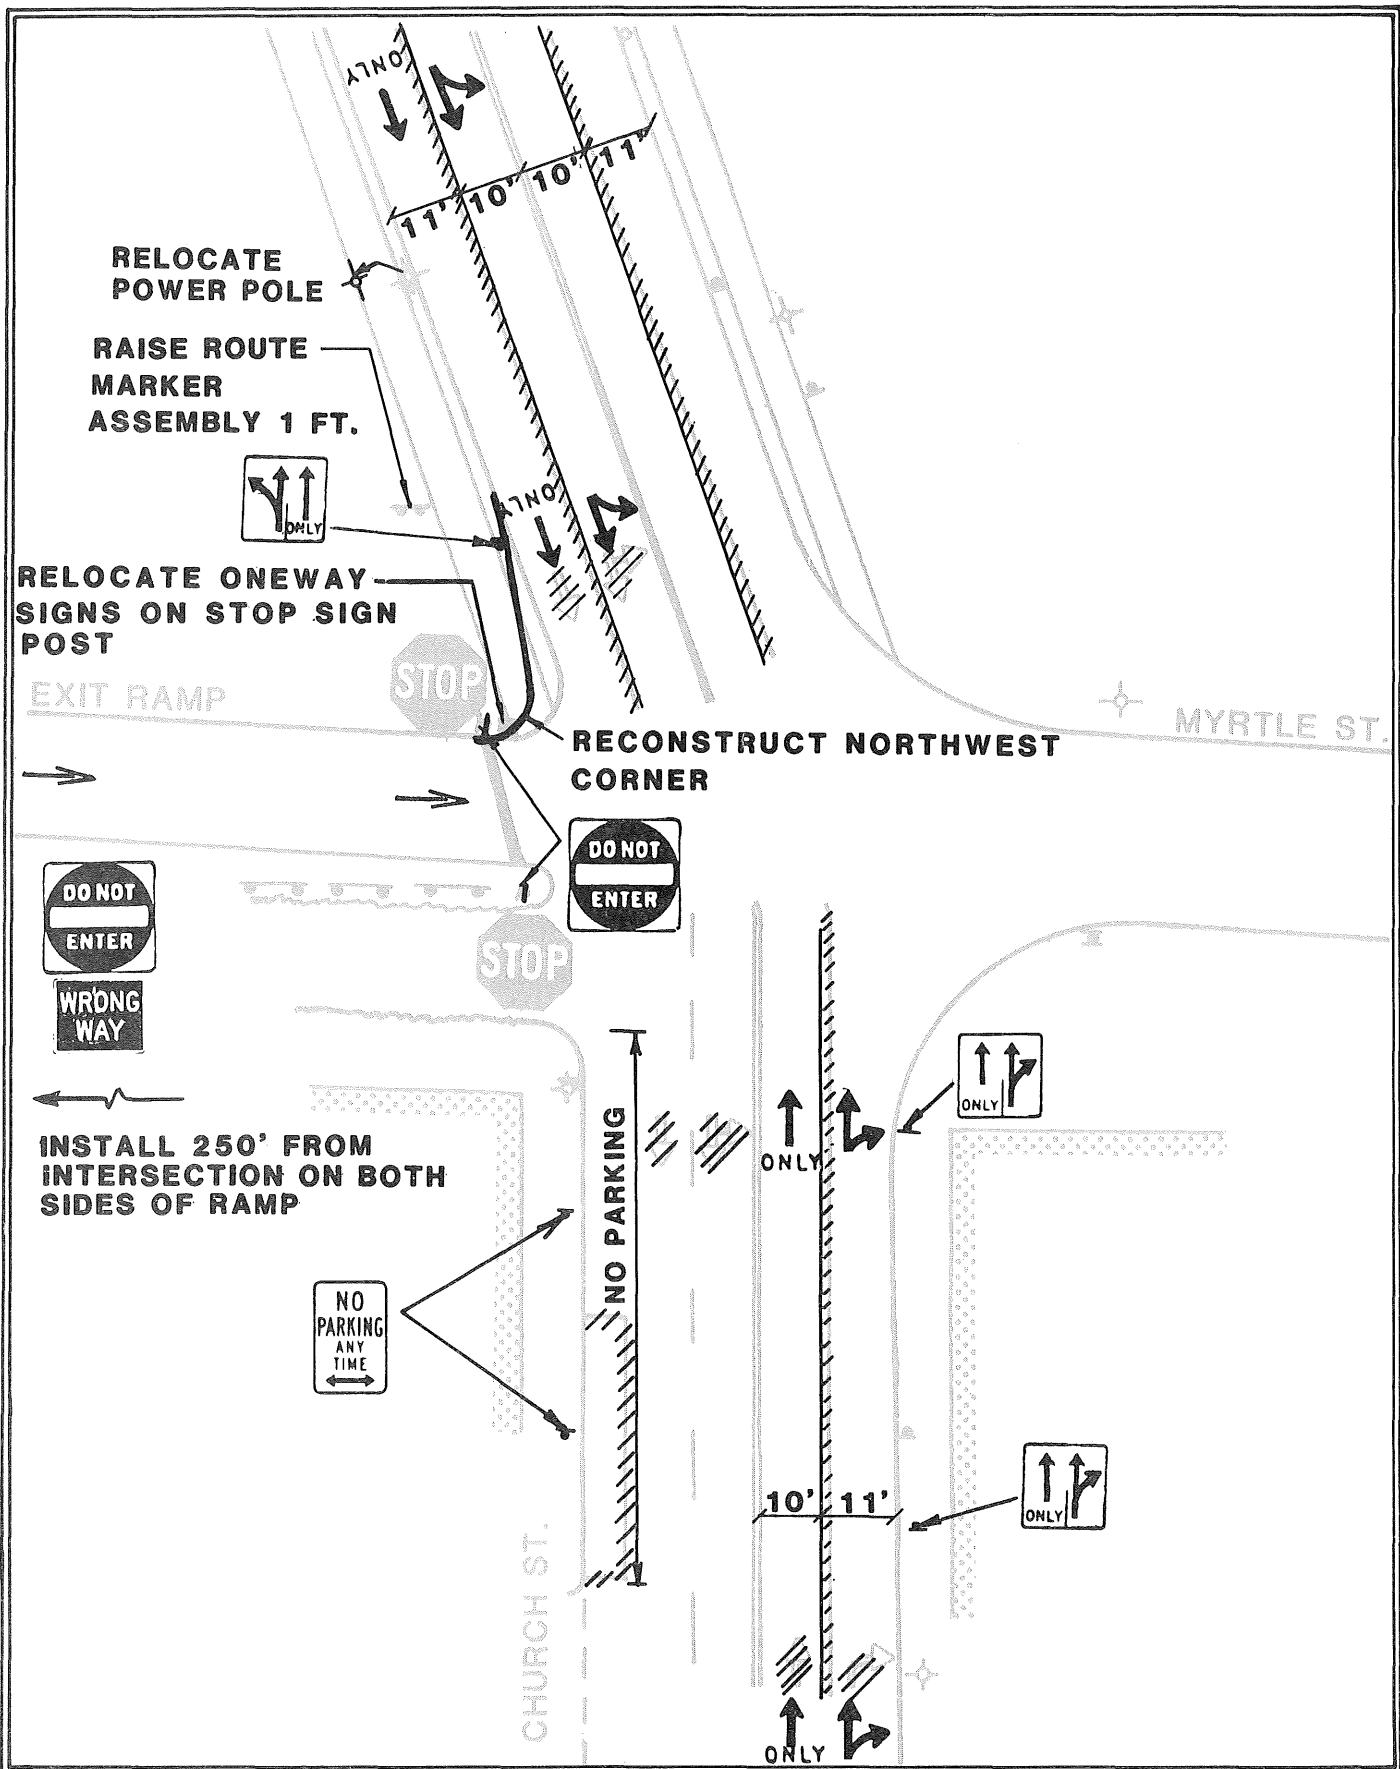 ONLY
11' 10' 10' 11'
RELOCATE
POWER POLE
RAISE ROUTE
MARKER
ASSEMBLY 1 FT.
ONLY
ONLY
RELOCATE ONEWAY
SIGNS ON STOP SIGN
POST
STOP
EXIT RAMP
MYRTLE ST.
RECONSTRUCT NORTHWEST
CORNER
DO NOT
ENTER
DO NOT
ENTER
STOP
WRONG
WAY
ONLY
ONLY
INSTALL 250' FROM
INTERSECTION ON BOTH
SIDES OF RAMP
NO PARKING
NO
PARKING
ANY
TIME
10' 11'
ONLY
CHURCH ST.
ONLY